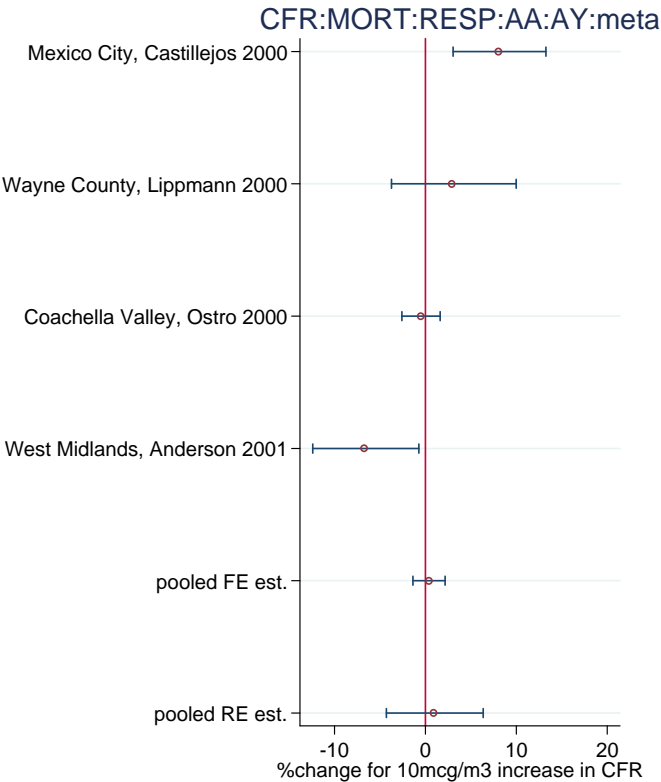 CFR:MORT:RESP:AA:AY:meta
Mexico City, Castillejos 2000
Wayne County, Lippmann 2000
Coachella Valley, Ostro 2000
West Midlands, Anderson 2001
pooled FE est.
pooled RE est.
-10 0 10 20
%change for 10mcg/m3 increase in CFR